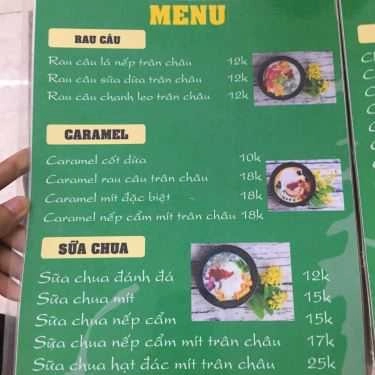 MENU
RAU CÂU
Rau câu lá nếp trân châu 12k
Rau câu sữa dừa trân châu 12k
Rau câu chanh leo trân châu 12k
CARAMEL
Caramel cốt dừa 10k
Caramel rau câu trân châu 18k
Caramel mít đặc biệt 18k
Caramel nếp cẩm mít trân châu 18k
SỮA CHUA
Sữa chua đánh đá 12k
Sữa chua mít 15k
Sữa chua nếp cẩm 15k
Sữa chua nếp cẩm mít trân châu 17k
Sữa chua hạt đác mít trân châu 25k